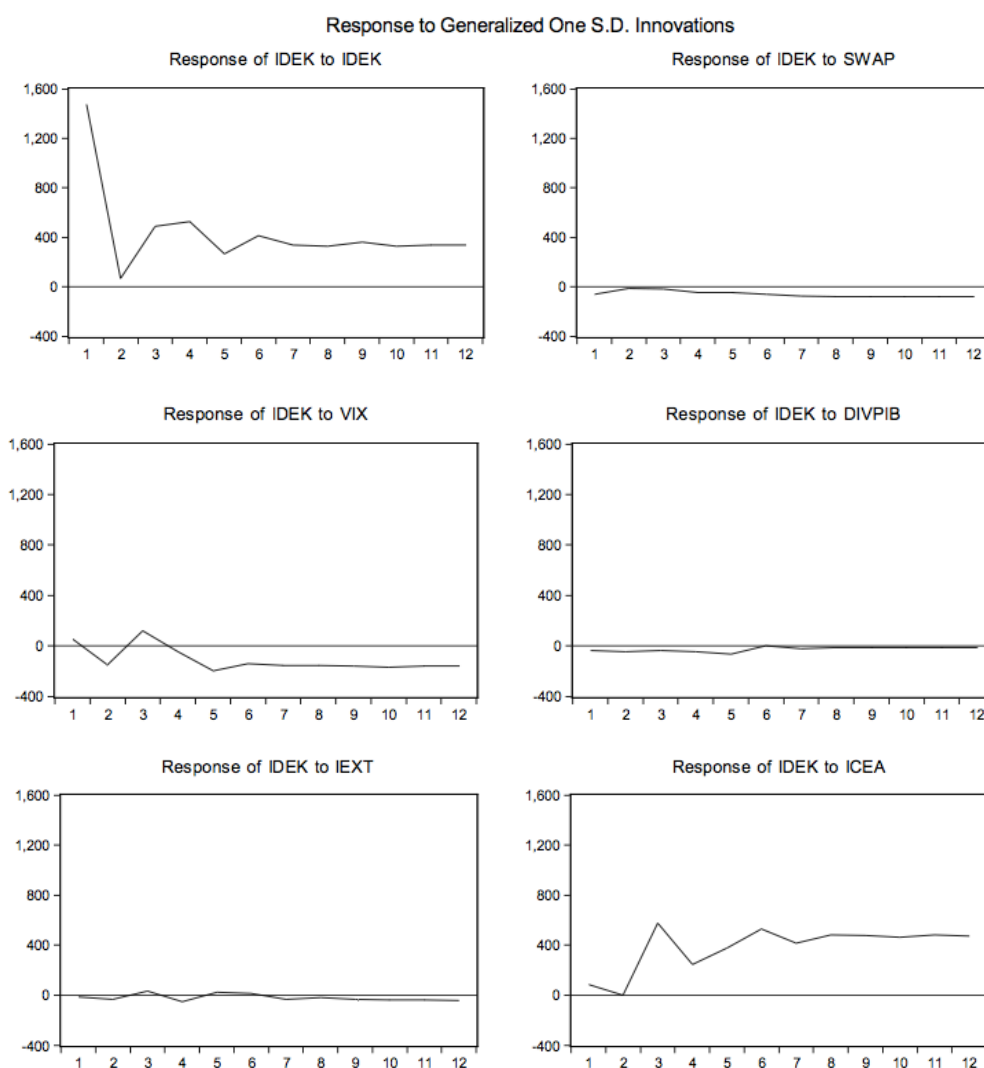 Response to Generalized One S.D. Innovations
Response of IDEK to IDEK
1,600
1,200
800
400
0
-400
1 2 3 4 5 6 7 8 9 10 11 12
Response of IDEK to SWAP
1,600
1,200
800
400
0
-400
1 2 3 4 5 6 7 8 9 10 11 12
Response of IDEK to VIX
1,600
1,200
800
400
0
-400
1 2 3 4 5 6 7 8 9 10 11 12
Response of IDEK to DIVPIB
1,600
1,200
800
400
0
-400
1 2 3 4 5 6 7 8 9 10 11 12
Response of IDEK to IEXT
1,600
1,200
800
400
0
-400
1 2 3 4 5 6 7 8 9 10 11 12
Response of IDEK to ICEA
1,600
1,200
800
400
0
-400
1 2 3 4 5 6 7 8 9 10 11 12